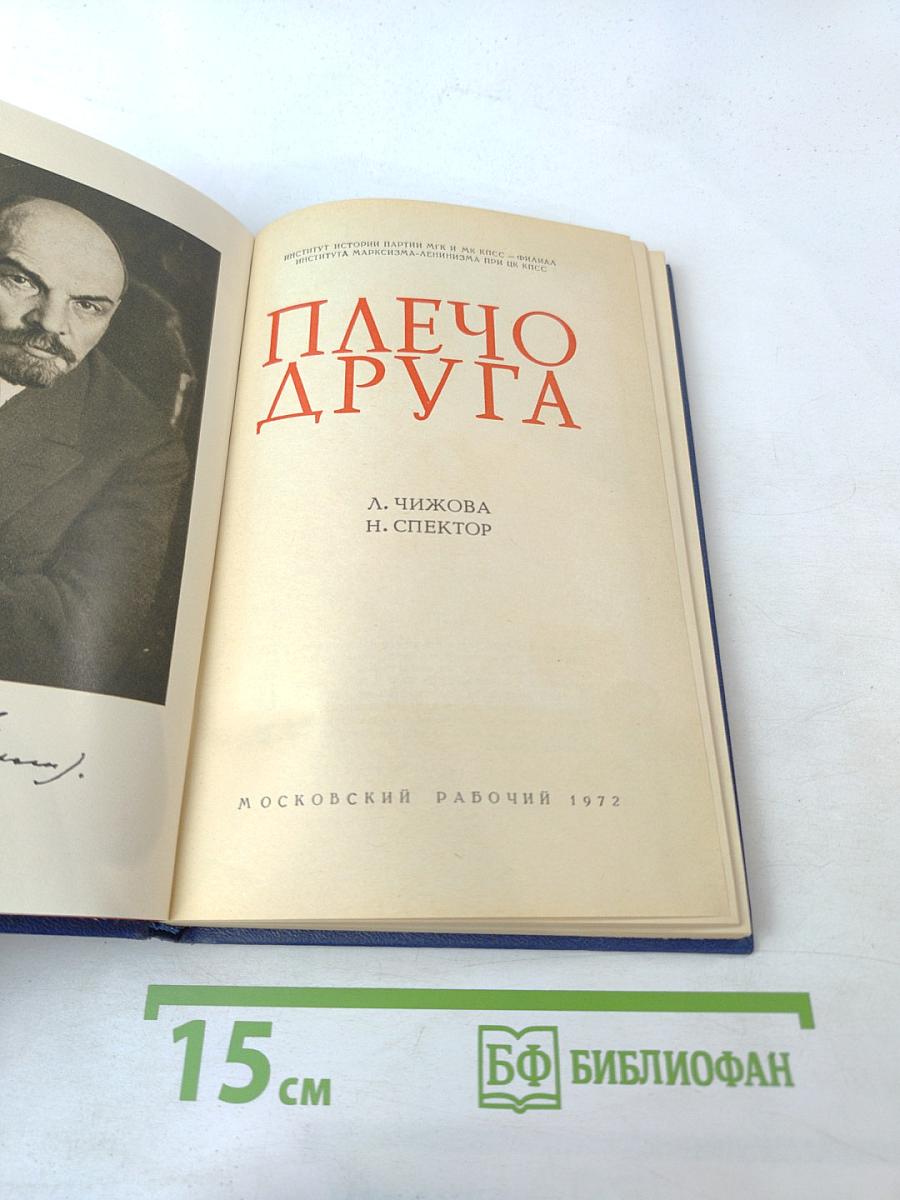 ИНСТИТУТ ИСТОРИИ ПАРТИИ МГК И МК КПСС — ФИЛИАЛ
ИНСТИТУТА МАРКСИЗМА-ЛЕНИНИЗМА ПРИ ЦК КПСС
ПЛЕЧО
ДРУГА
Л. ЧИЖОВА
Н. СПЕКТОР
МОСКОВСКИЙ РАБОЧИЙ 1972
15 см
БФ БИБЛИОФАН